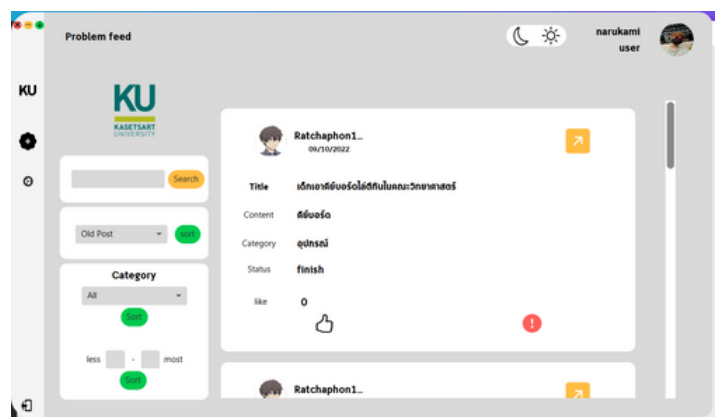 Problem feed
narukami
user
KU
KU
KASETSART
UNIVERSITY
Search
Old Post
sort
Category
All
Sort
less - most
Sort
Ratchaphon1...
09/10/2022
Title เด็กเอาคีย์บอร์ดไล่ตีกันในคณะวิทยาศาสตร์
Content คีย์บอร์ด
Category อุปกรณ์
Status finish
like 0
Ratchaphon1...